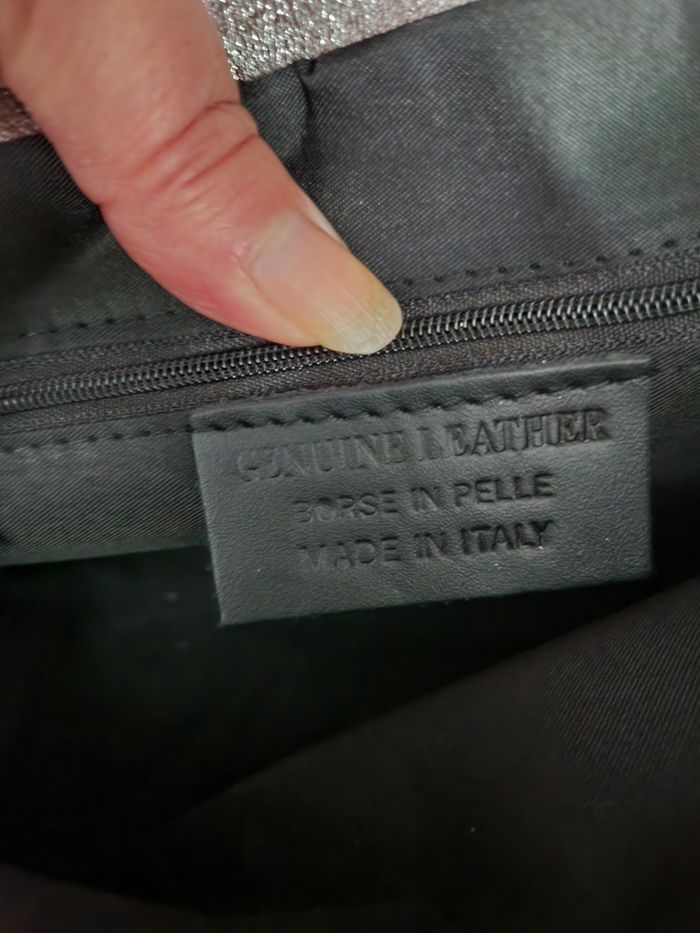 GENUINE LEATHER
BORSE IN PELLE
MADE IN ITALY